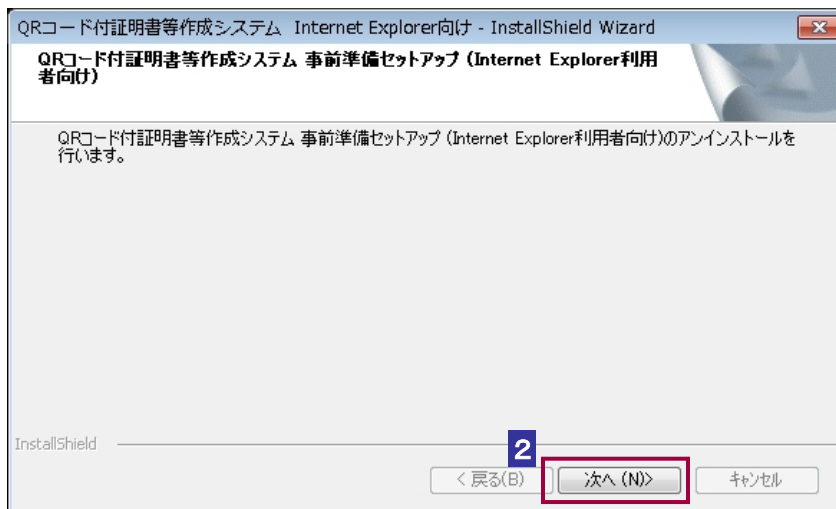 QRコード付証明書等作成システム Internet Explorer向け - InstallShield Wizard
QRコード付証明書等作成システム 事前準備セットアップ (Internet Explorer利用
者向け)
QRコード付証明書等作成システム 事前準備セットアップ (Internet Explorer利用者向け)のアンインストールを
行います。
InstallShield
2
< 戻る(B) 次へ (N)> キャンセル